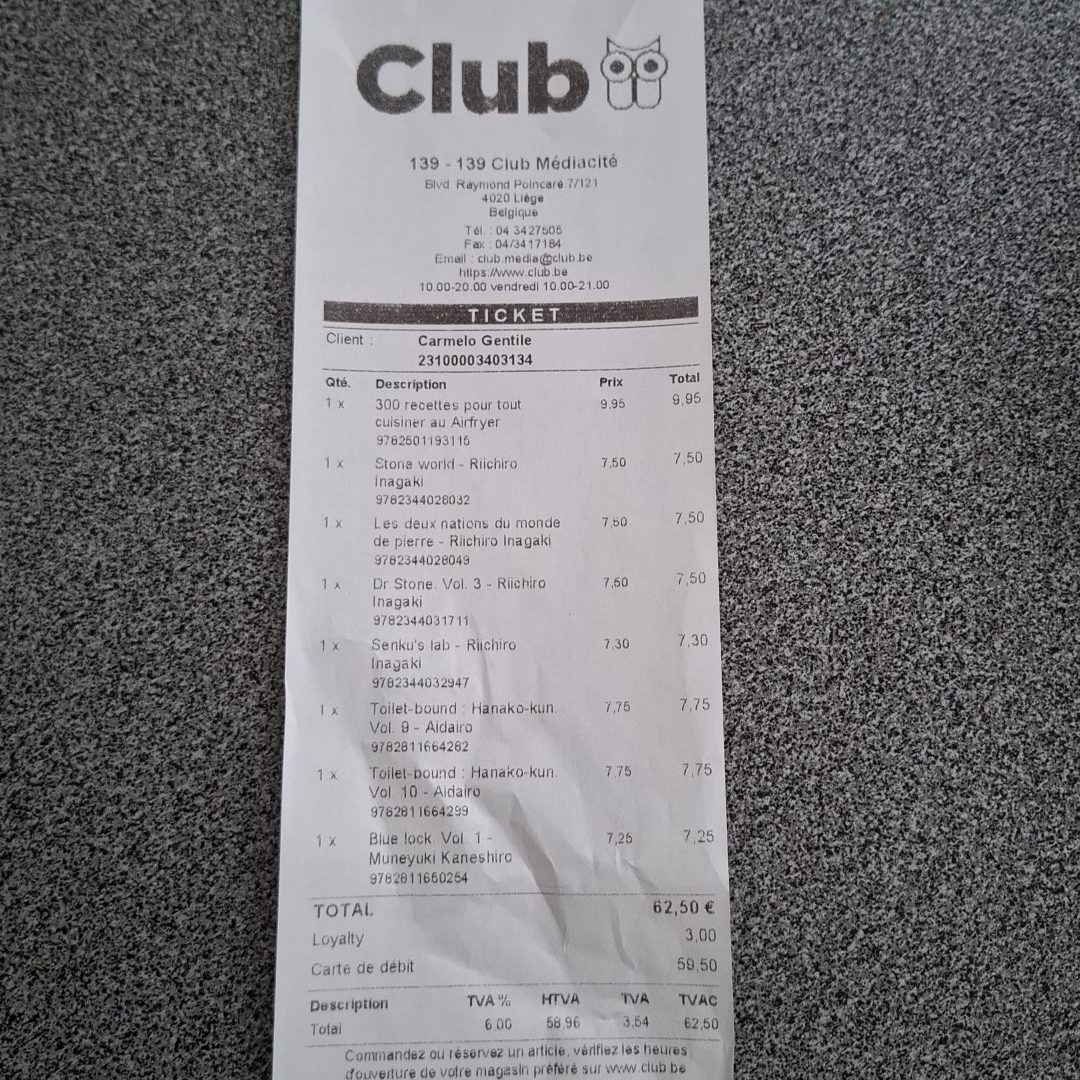 Club
139 - 139 Club Médiacité
Blvd Raymond Poincaré 7/121
4020 Liège
Belgique
Tél. : 04 3427505
Fax : 04/3417184
Email : club.media@club.be
https://www.club.be
10.00-20.00 vendredi 10.00-21.00
TICKET
Client : Carmelo Gentile
23100003403134
Qté. Description Prix Total
1 x 300 recettes pour tout 9,95 9,95
cuisiner au Airfryer
9782501193115
1 x Stone world - Riichiro 7,50 7,50
Inagaki
9782344028032
1 x Les deux nations du monde 7,50 7,50
de pierre - Riichiro Inagaki
9782344028049
1 x Dr Stone. Vol. 3 - Riichiro 7,50 7,50
Inagaki
9782344031711
1 x Senku's lab - Riichiro 7,30 7,30
Inagaki
9782344032947
1 x Toilet-bound : Hanako-kun. 7,75 7,75
Vol. 9 - Aidairo
9782811664282
1 x Toilet-bound : Hanako-kun. 7,75 7,75
Vol. 10 - Aidairo
9782811664299
1 x Blue lock. Vol. 1 - 7,25 7,25
Muneyuki Kaneshiro
9782811660254
TOTAL 62,50 €
Loyalty 3,00
Carte de débit 59,50
Description TVA % HTVA TVA TVAC
Total 6,00 58,96 3,54 62,50
Commandez ou réservez un article, vérifiez les heures
d'ouverture de votre magasin préféré sur www.club.be